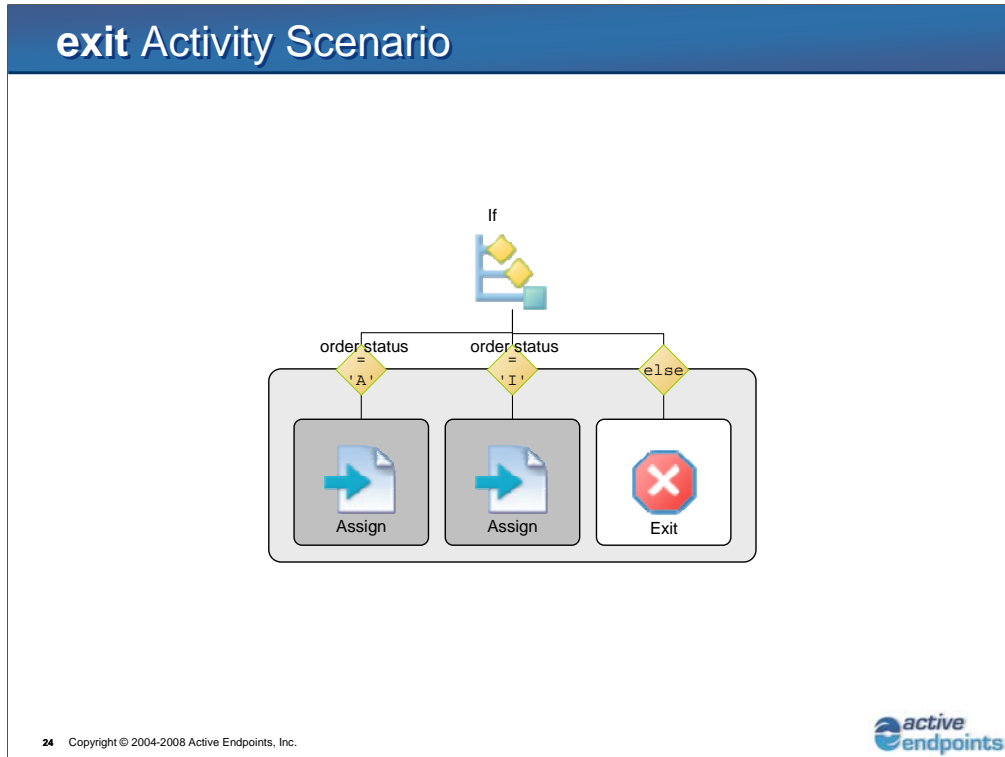 exit Activity Scenario
If
order status
=
'A'
order status
=
'I'
else
Assign
Assign
Exit
24 Copyright © 2004-2008 Active Endpoints, Inc.
active
endpoints